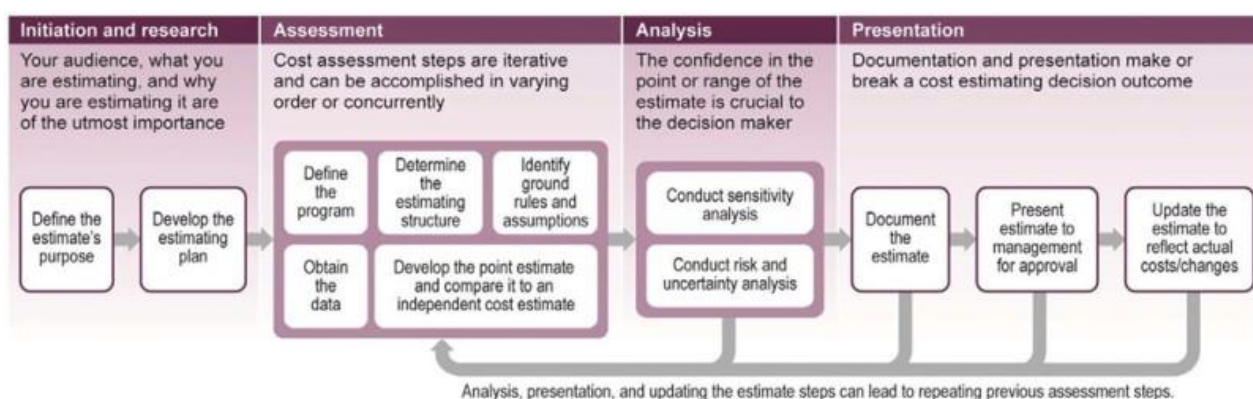 Initiation and research
Your audience, what you
are estimating, and why
you are estimating it are
of the utmost importance
Define the
estimate's
purpose
Develop the
estimating
plan
Assessment
Cost assessment steps are iterative
and can be accomplished in varying
order or concurrently
Define
the
program
Determine
the
estimating
structure
Identify
ground
rules and
assumptions
Obtain
the
data
Develop the point estimate
and compare it to an
independent cost estimate
Analysis
The confidence in the
point or range of the
estimate is crucial to
the decision maker
Conduct sensitivity
analysis
Conduct risk and
uncertainty analysis
Presentation
Documentation and presentation make or
break a cost estimating decision outcome
Document
the
estimate
Present
estimate to
management
for approval
Update the
estimate to
reflect actual
costs/changes
Analysis, presentation, and updating the estimate steps can lead to repeating previous assessment steps.